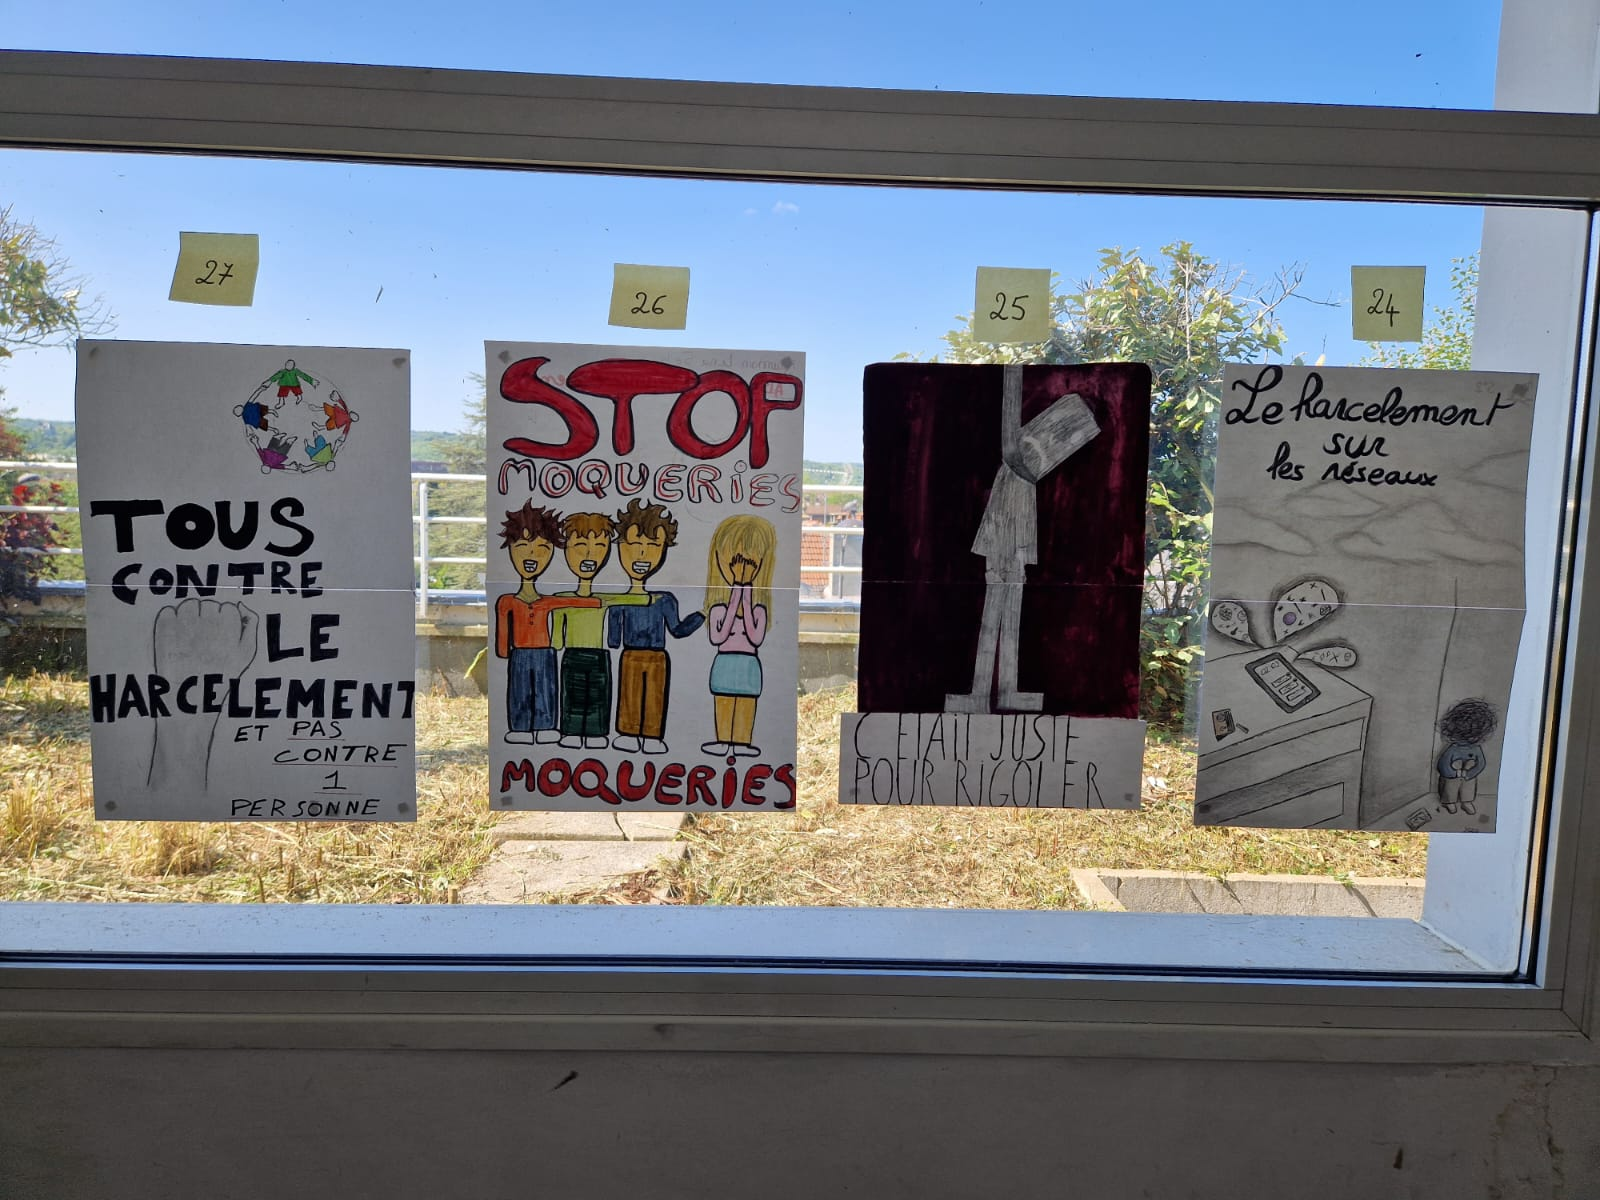 27
26
25
24
TOUS
CONTRE
LE
HARCELEMENT
ET PAS
CONTRE
1
PERSONNE
STOP
MOQUERIES
MOQUERIES
C ETAIT JUSTE
POUR RIGOLER
Le harcelement
sur
les réseaux